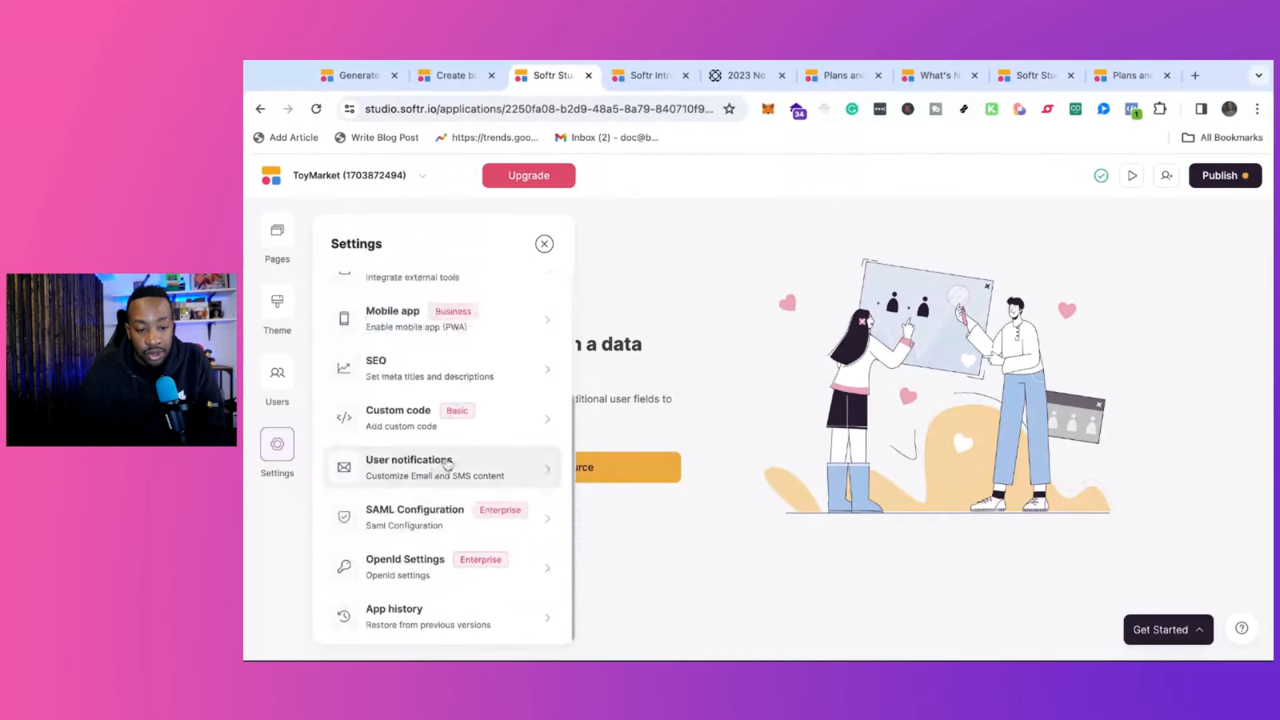 Generate
Create b
Softr Stu
Softr Intr
2023 No
Plans an
What's N
Softr Stu
Plans an
studio.softr.io/applications/2250fa08-b2d9-48a5-8a79-840710f9...
34
1
Add Article
Write Blog Post
https://trends.goo...
Inbox (2) - doc@b...
All Bookmarks
ToyMarket (1703872494)
Upgrade
Publish
Pages
Theme
Users
Settings
Settings
Integrate external tools
Mobile app Business
Enable mobile app (PWA)
SEO
Set meta titles and descriptions
Custom code Basic
Add custom code
User notifications
Customize Email and SMS content
SAML Configuration Enterprise
Saml Configuration
OpenId Settings Enterprise
OpenId settings
App history
Restore from previous versions
n a data
ditional user fields to
urce
Get Started